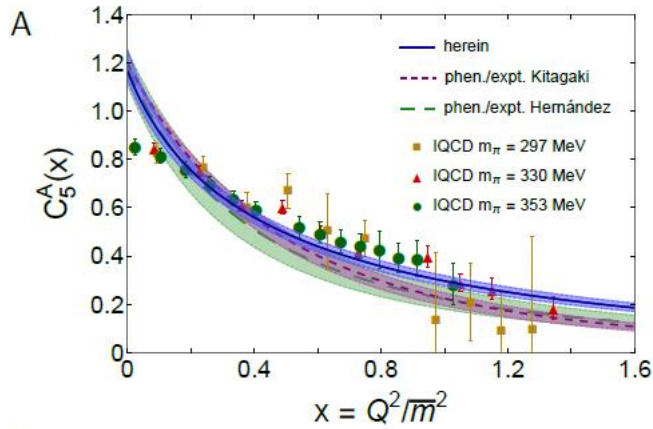 A
1.4
1.2
1.0
0.8
0.6
0.4
0.2
0
C₅ᴬ(x)
herein
phen./expt. Kitagaki
phen./expt. Hernández
lQCD mπ = 297 MeV
lQCD mπ = 330 MeV
lQCD mπ = 353 MeV
0 0.4 0.8 1.2 1.6
x = Q²/m̅²